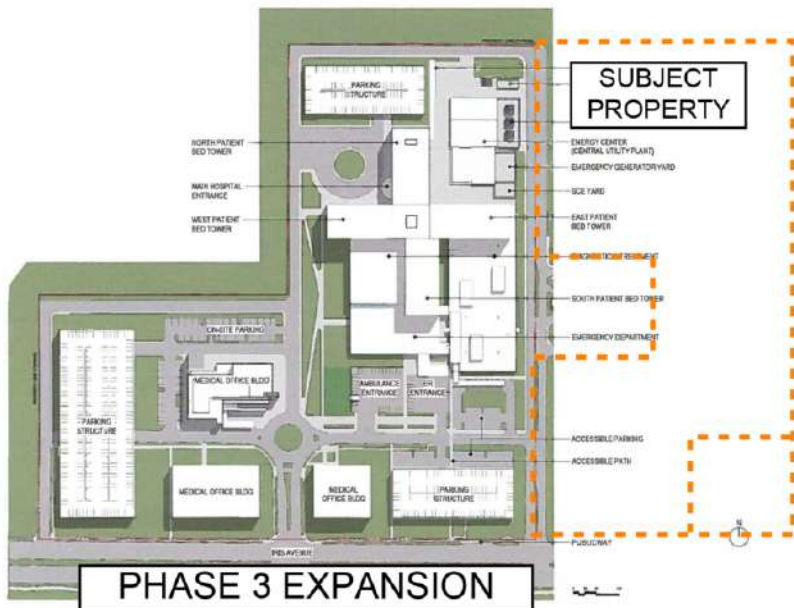 SUBJECT
PROPERTY
PARKING
STRUCTURE
NORTH PATIENT
BED TOWER
MAIN HOSPITAL
ENTRANCE
WEST PATIENT
BED TOWER
ENERGY CENTER
(CENTRAL UTILITY PLANT)
EMERGENCY GENERATOR YARD
SCE YARD
EAST PATIENT
BED TOWER
SOUTH PATIENT BED TOWER
EMERGENCY DEPARTMENT
ON-SITE PARKING
MEDICAL OFFICE BLDG
AMBULANCE
ENTRANCE
ER
ENTRANCE
PARKING
STRUCTURE
ACCESSIBLE PARKING
ACCESSIBLE PATH
MEDICAL OFFICE BLDG
MEDICAL
OFFICE BLDG
PARKING
STRUCTURE
PUBLIC WAY
IRIS AVENUE
N
PHASE 3 EXPANSION